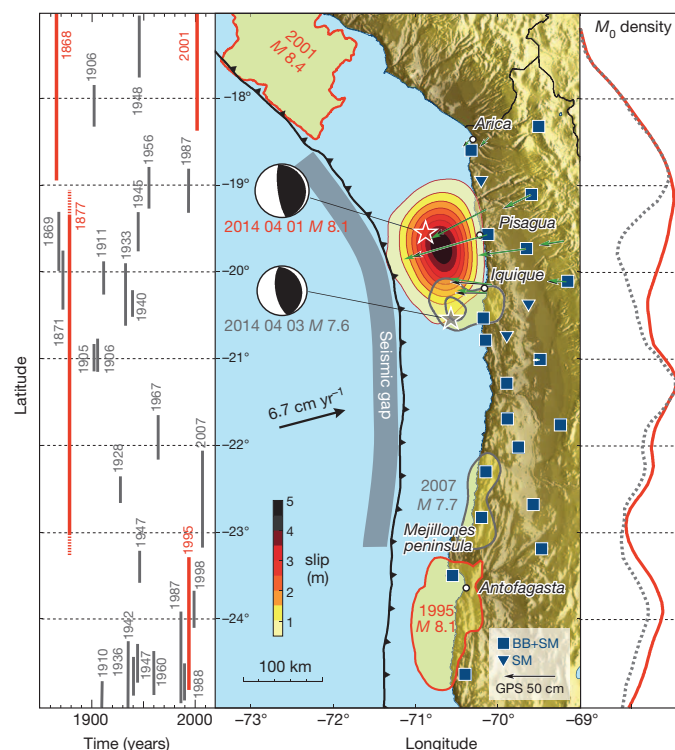 1868
1906
1948
2001
1956
1987
1945
1877
1869
1911
1933
1940
1871
1905
1906
1967
2007
1928
1947
1995
1998
1987
1942
1910
1936
1947
1960
1988
Latitude
1900
2000
Time (years)
−18°
−19°
−20°
−21°
−22°
−23°
−24°
2001
M 8.4
Arica
2014 04 01 M 8.1
Pisagua
Iquique
2014 04 03 M 7.6
Seismic gap
6.7 cm yr⁻¹
2007
M 7.7
5
4
3
2
1
slip
(m)
Mejillones
peninsula
Antofagasta
1995
M 8.1
100 km
BB+SM
SM
GPS 50 cm
−73°
−72°
−71°
−70°
−69°
Longitude
M₀ density